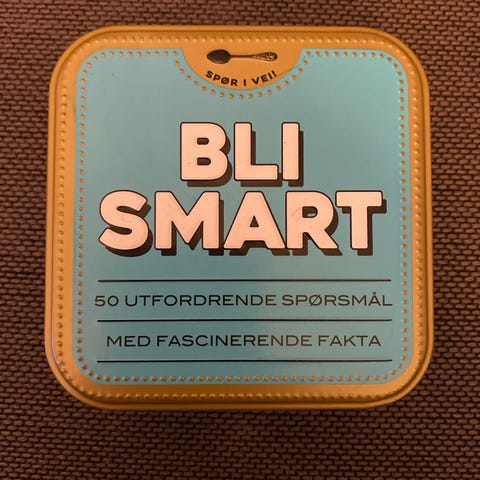 SPØR I VEI!
BLI
SMART
50 UTFORDRENDE SPØRSMÅL
MED FASCINERENDE FAKTA